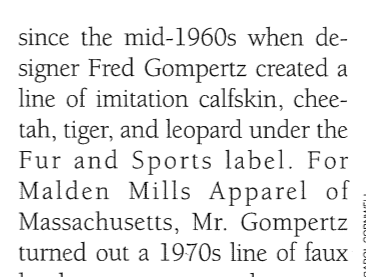 since the mid-1960s when de-
signer Fred Gompertz created a
line of imitation calfskin, chee-
tah, tiger, and leopard under the
Fur and Sports label. For
Malden Mills Apparel of
Massachusetts, Mr. Gompertz
turned out a 1970s line of faux